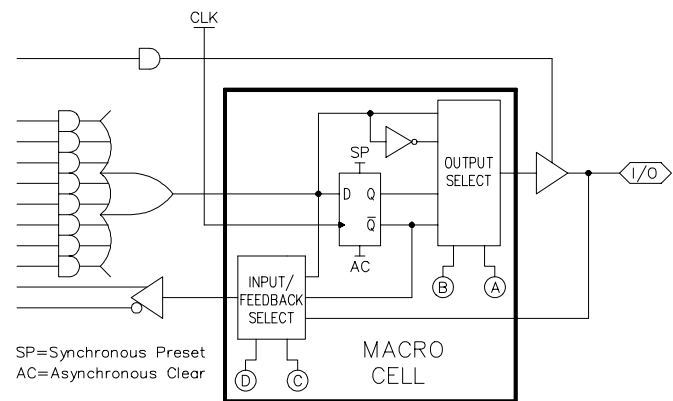 CLK
SP
D Q
Q̅
AC
OUTPUT
SELECT
I/O
B
A
INPUT/
FEEDBACK
SELECT
D
C
MACRO
CELL
SP=Synchronous Preset
AC=Asynchronous Clear